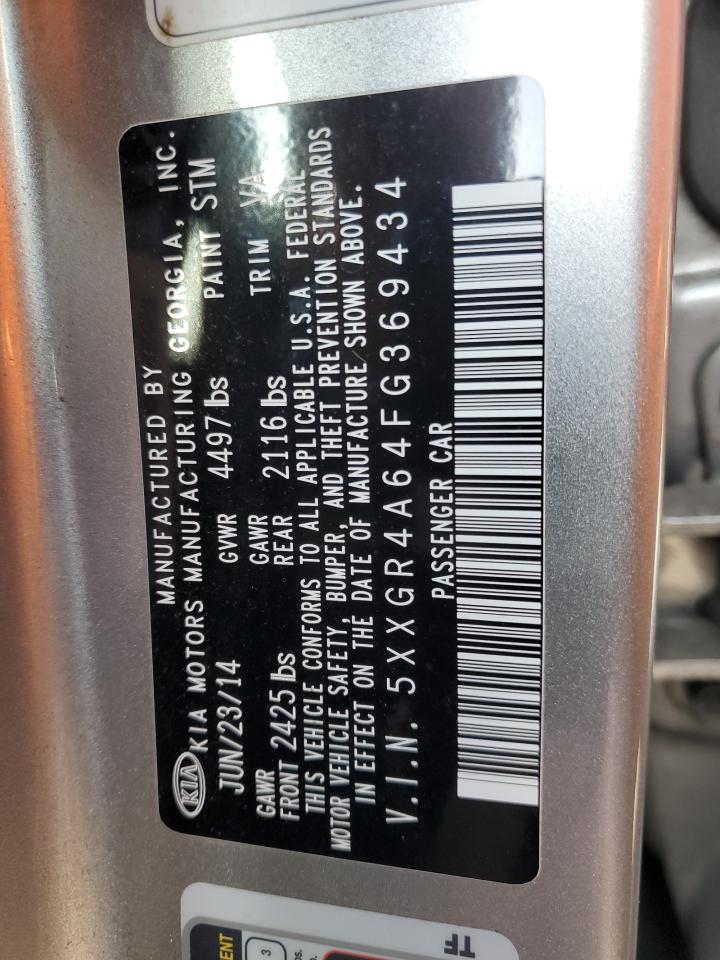 MANUFACTURED BY
KIA KIA MOTORS MANUFACTURING GEORGIA, INC.
JUN/23/14 GVWR 4497 lbs PAINT STM
GAWR FRONT 2425 lbs GAWR REAR 2116 lbs TRIM VA
THIS VEHICLE CONFORMS TO ALL APPLICABLE U.S.A. FEDERAL
MOTOR VEHICLE SAFETY, BUMPER, AND THEFT PREVENTION STANDARDS
IN EFFECT ON THE DATE OF MANUFACTURE SHOWN ABOVE.
V.I.N. 5XXGR4A64FG369434
PASSENGER CAR
3